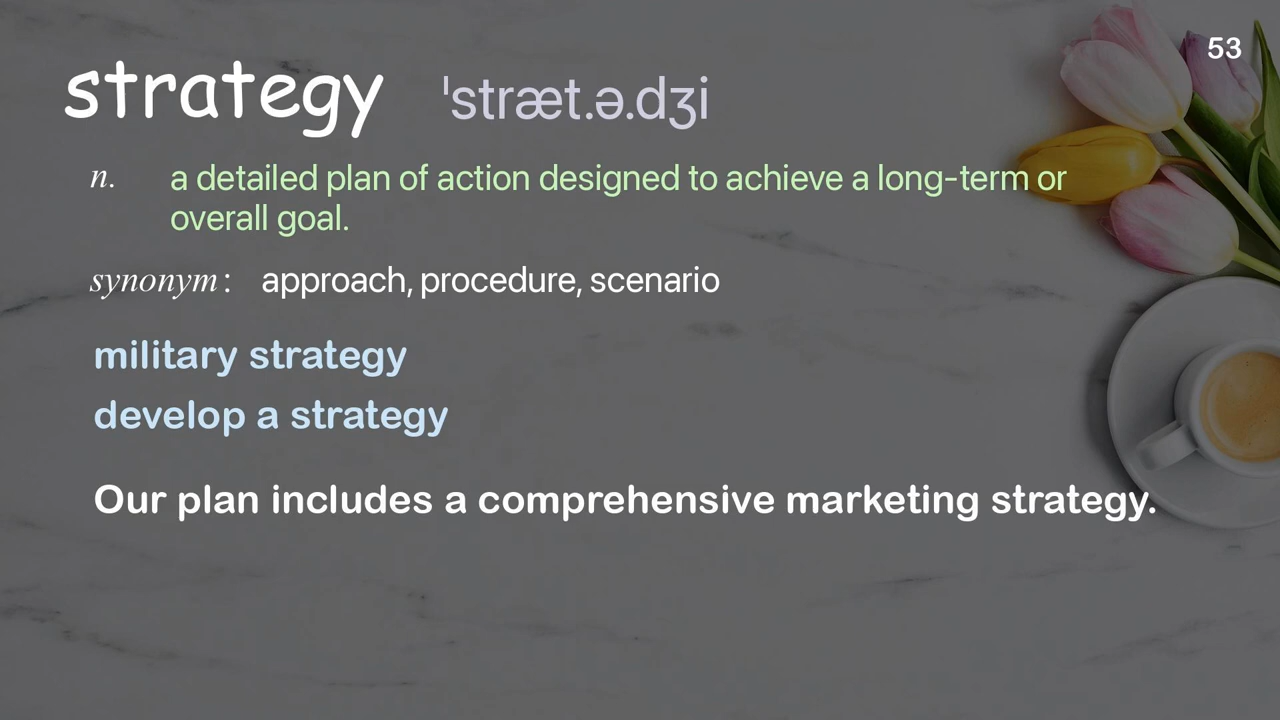 53
strategy ˈstræt.ə.dʒi
n. a detailed plan of action designed to achieve a long-term or
overall goal.
synonym: approach, procedure, scenario
military strategy
develop a strategy
Our plan includes a comprehensive marketing strategy.